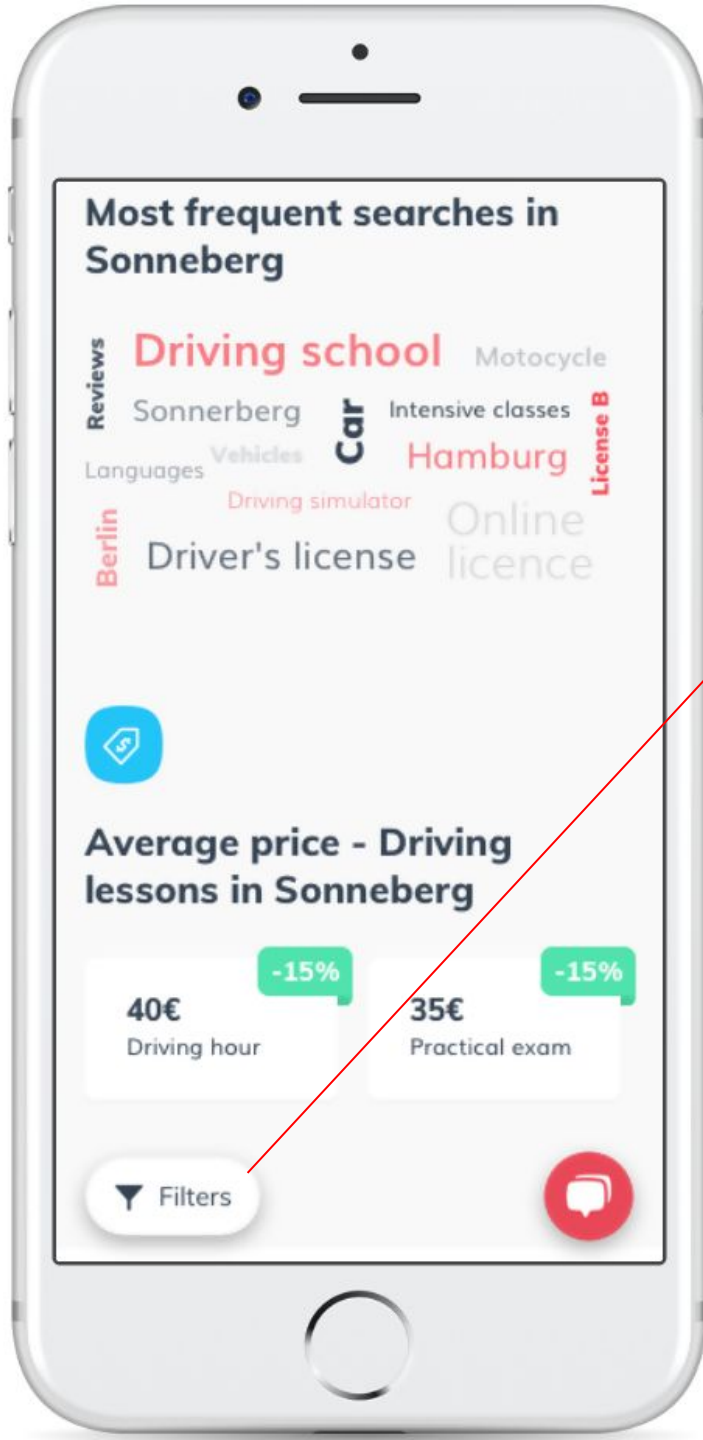 Most frequent searches in
Sonneberg
Reviews
Driving school
Motocycle
Sonnerberg
Car
Intensive classes
License B
Languages
Vehicles
Hamburg
Driving simulator
Berlin
Driver's license
Online
licence
$
Average price - Driving
lessons in Sonneberg
-15%
40€
Driving hour
-15%
35€
Practical exam
Filters